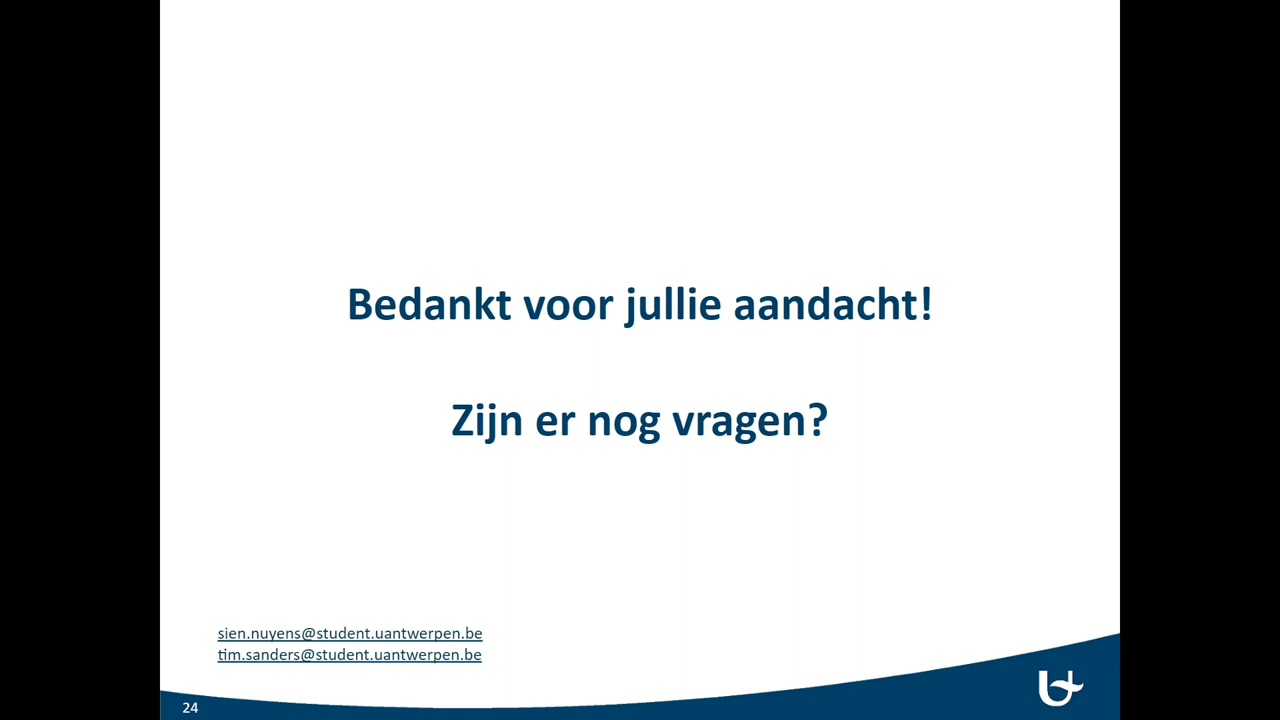 Bedankt voor jullie aandacht!
Zijn er nog vragen?
sien.nuyens@student.uantwerpen.be
tim.sanders@student.uantwerpen.be
24